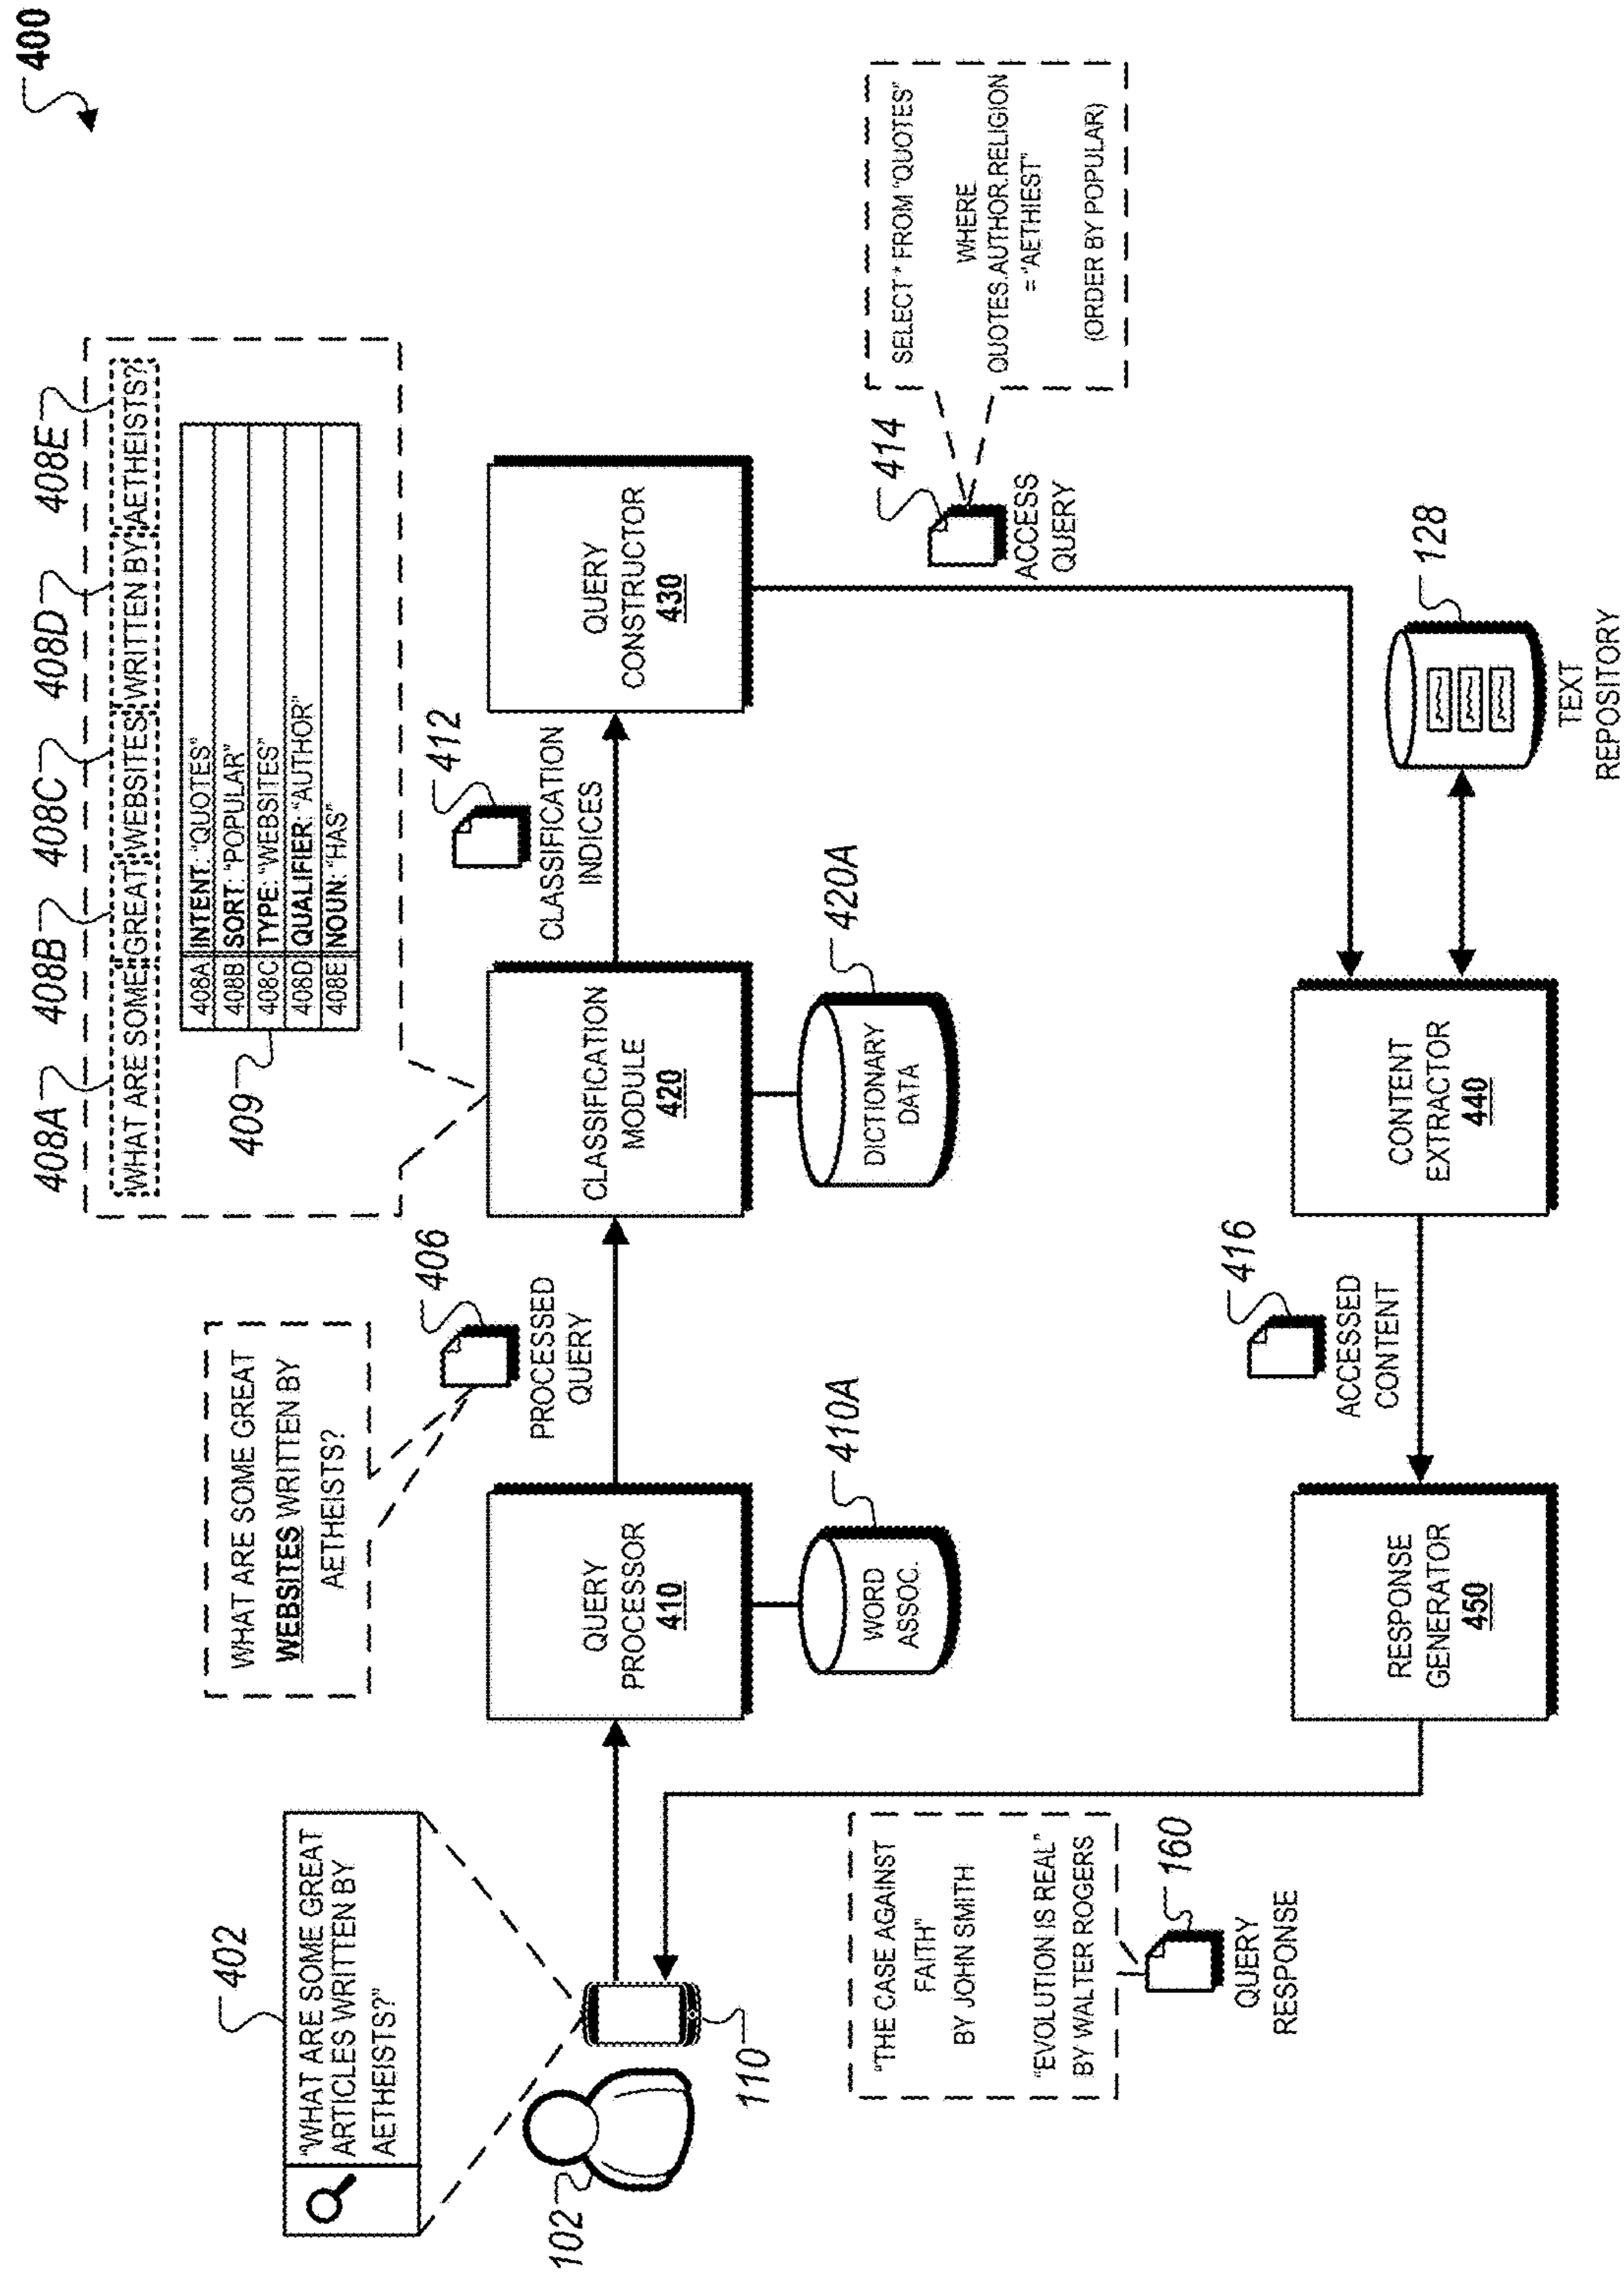 400
402
"WHAT ARE SOME GREAT
ARTICLES WRITTEN BY
AETHEISTS?"
102
110
WHAT ARE SOME GREAT
WEBSITES WRITTEN BY
AETHEISTS?
406
PROCESSED
QUERY
QUERY
PROCESSOR
410
WORD
ASSOC.
410A
408A
408B
408C
408D
408E
WHAT ARE SOME GREAT WEBSITES WRITTEN BY AETHEISTS?
408A INTENT: "QUOTES"
408B SORT: "POPULAR"
408C TYPE: "WEBSITES"
408D QUALIFIER: "AUTHOR"
408E NOUN: "HAS"
409
CLASSIFICATION
MODULE
420
DICTIONARY
DATA
420A
412
CLASSIFICATION
INDICES
QUERY
CONSTRUCTOR
430
414
ACCESS
QUERY
SELECT * FROM "QUOTES"
WHERE
QUOTES.AUTHOR.RELIGION
= "AETHIEST"
(ORDER BY POPULAR)
128
TEXT
REPOSITORY
CONTENT
EXTRACTOR
440
416
ACCESSED
CONTENT
RESPONSE
GENERATOR
450
"THE CASE AGAINST
FAITH"
BY JOHN SMITH
"EVOLUTION IS REAL"
BY WALTER ROGERS
160
QUERY
RESPONSE